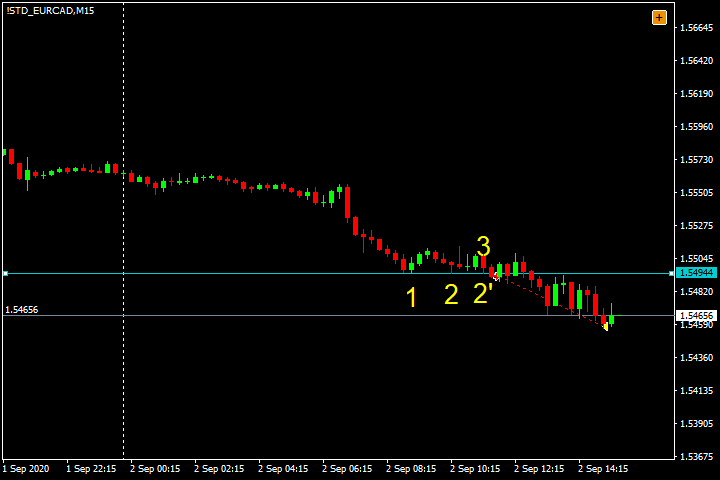 !STD_EURCAD,M15
+
1.56645
1.56420
1.56190
1.55960
1.55730
1.55505
1.55275
3
1.55045
1.54944
1.54820
1
2
2'
1.54656
1.54656
1.54590
1.54360
1.54135
1.53905
1.53675
1 Sep 2020
1 Sep 22:15
2 Sep 00:15
2 Sep 02:15
2 Sep 04:15
2 Sep 06:15
2 Sep 08:15
2 Sep 10:15
2 Sep 12:15
2 Sep 14:15